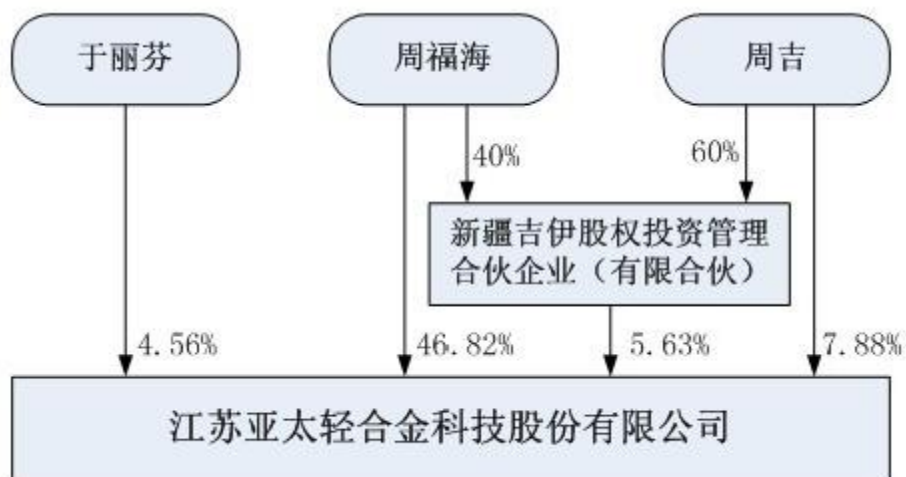 于丽芬
周福海
周吉
40%
60%
新疆吉伊股权投资管理
合伙企业（有限合伙）
4.56%
46.82%
5.63%
7.88%
江苏亚太轻合金科技股份有限公司